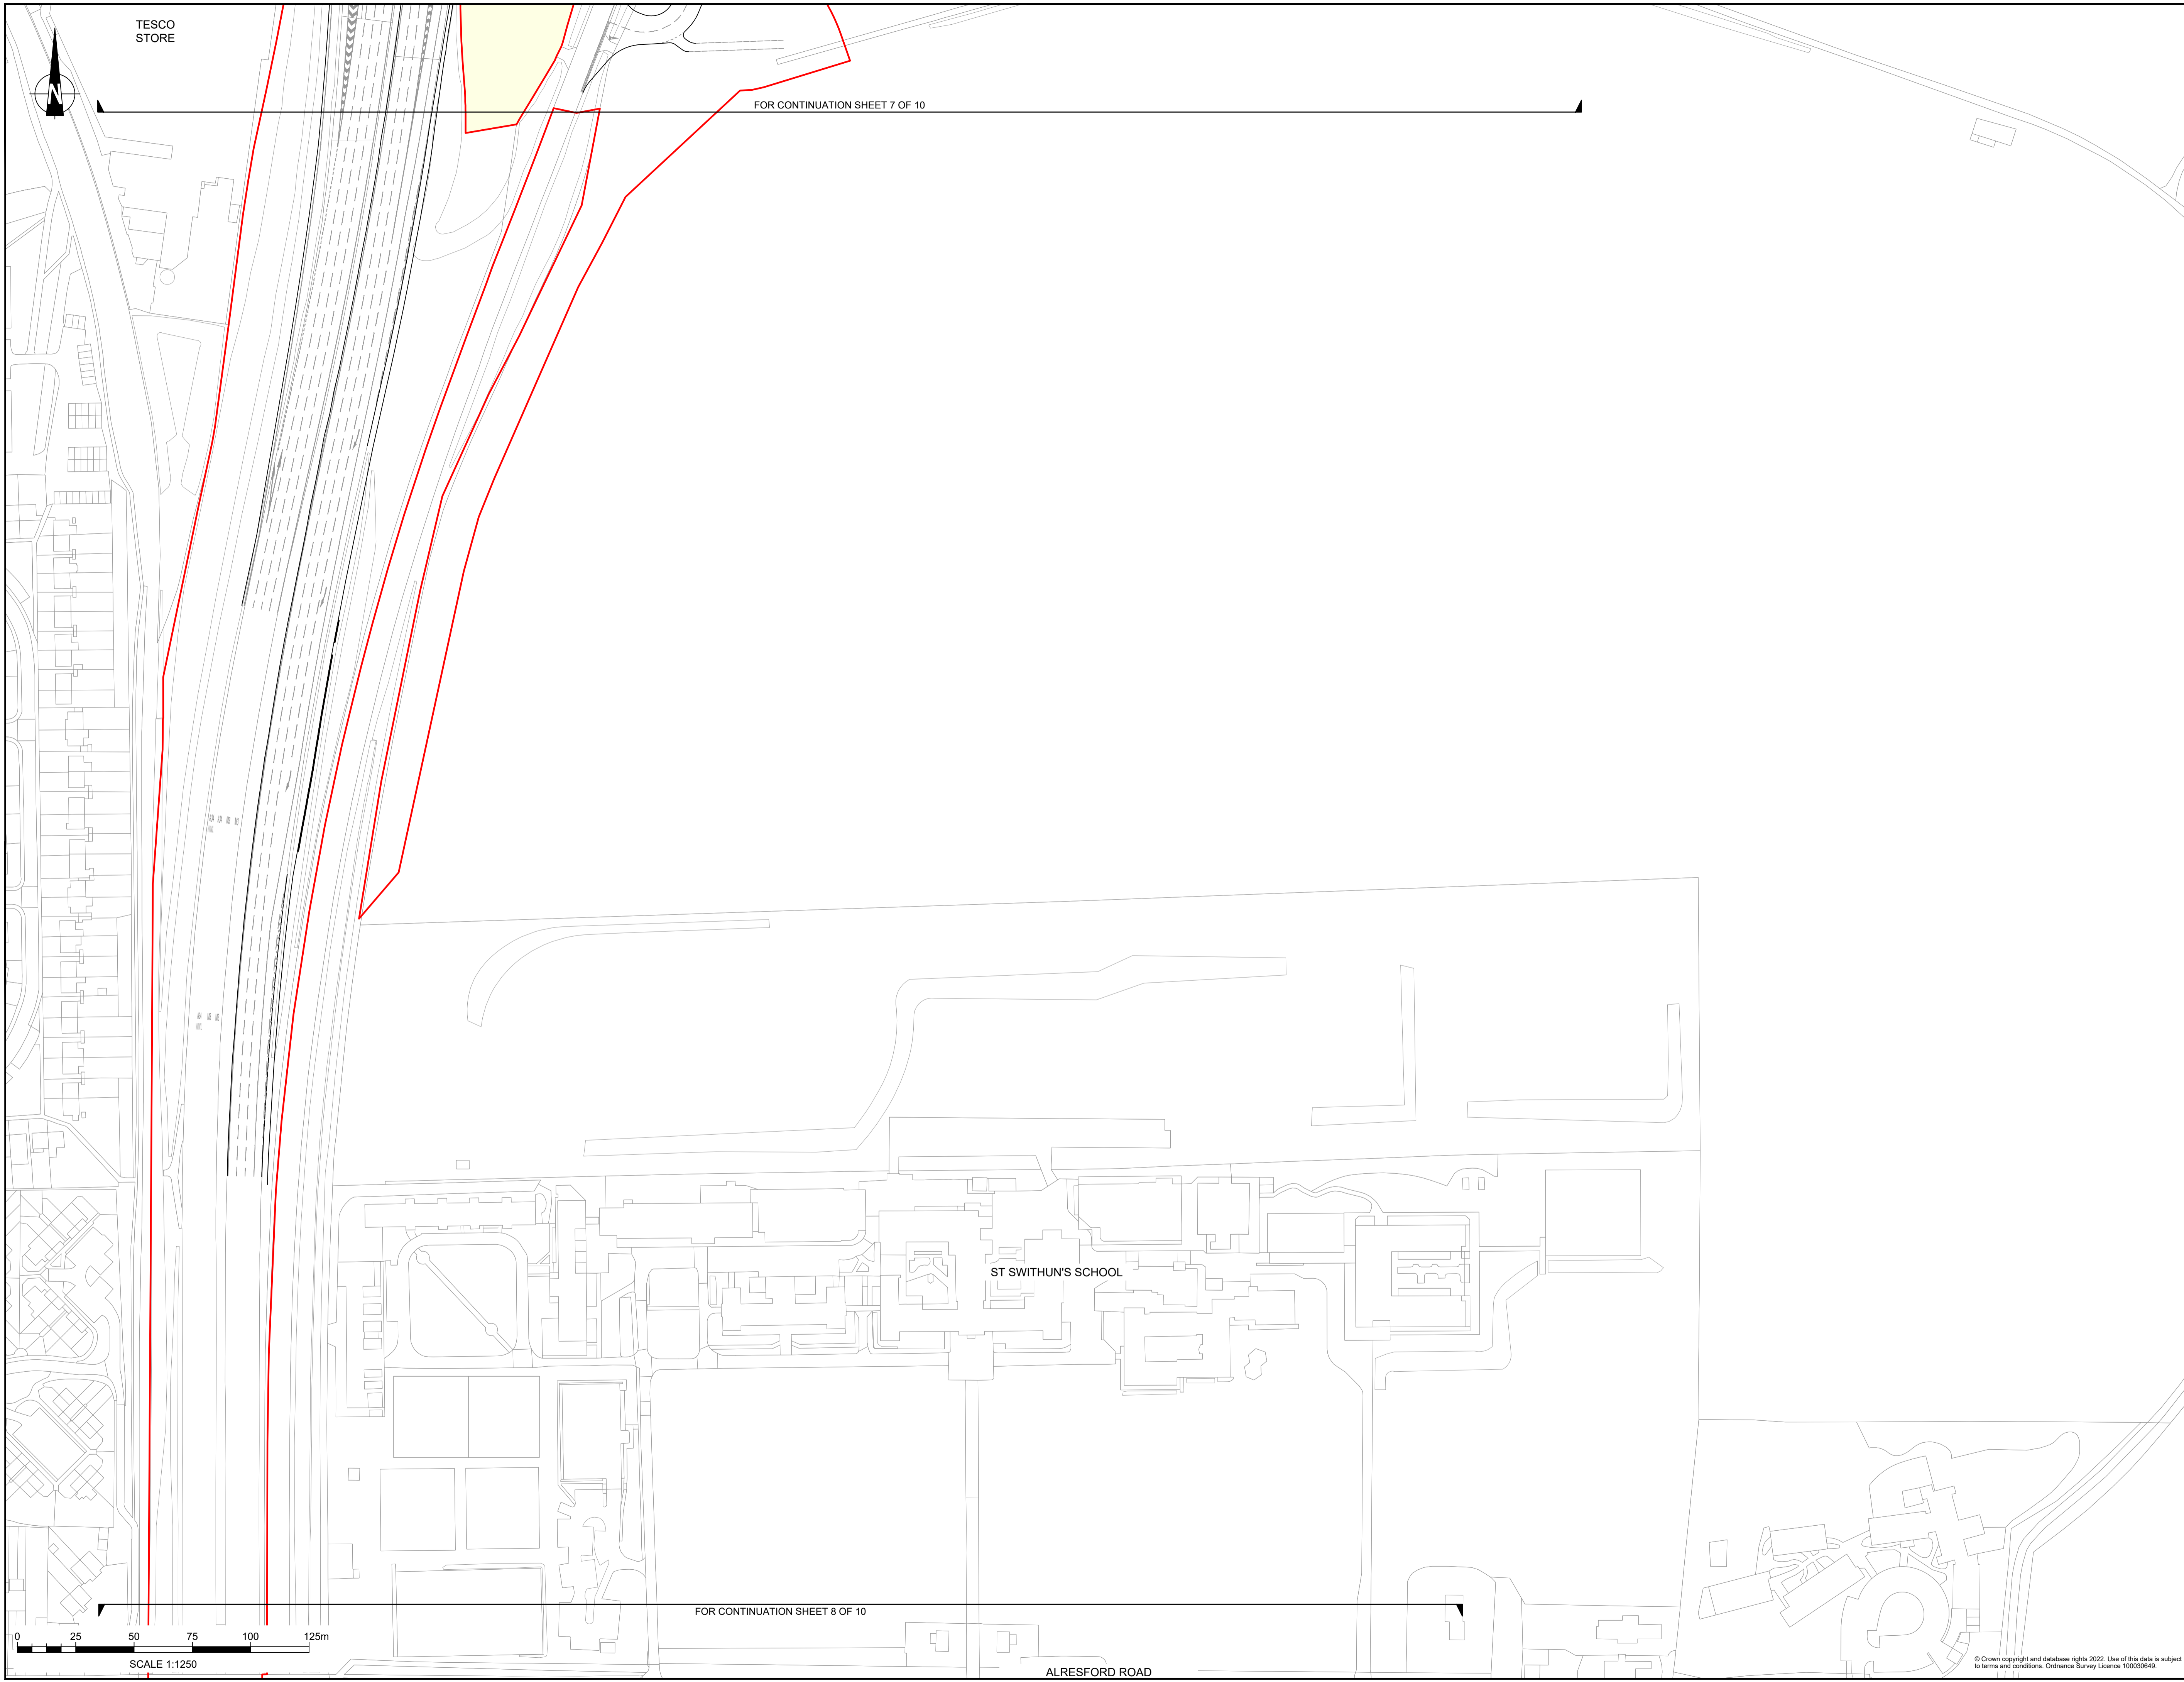 TESCO
STORE
N
FOR CONTINUATION SHEET 7 OF 10
ST SWITHUN'S SCHOOL
FOR CONTINUATION SHEET 8 OF 10
0 25 50 75 100 125m
SCALE 1:1250
ALRESFORD ROAD
© Crown copyright and database rights 2022. Use of this data is subject
to terms and conditions. Ordnance Survey Licence 100030649.